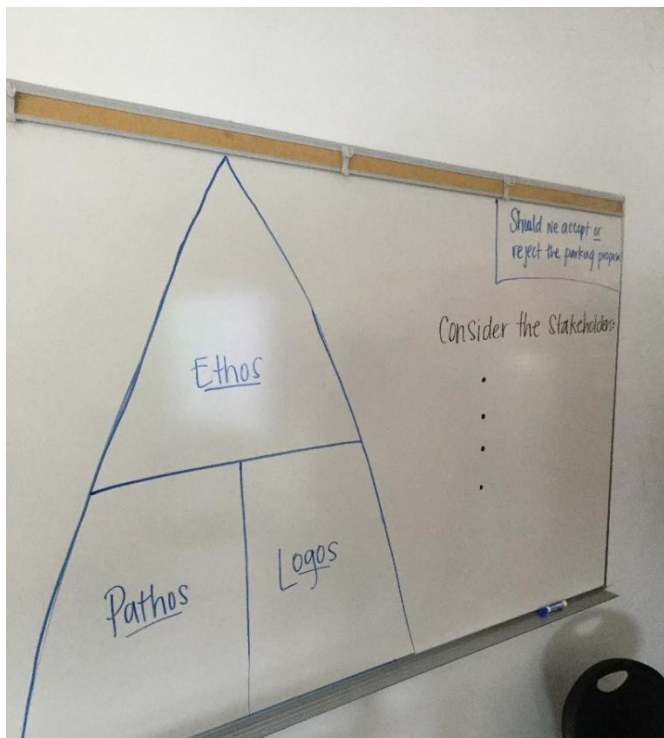 Ethos
Pathos
Logos
Should we accept or
reject the parking
Consider the Stakeholders: